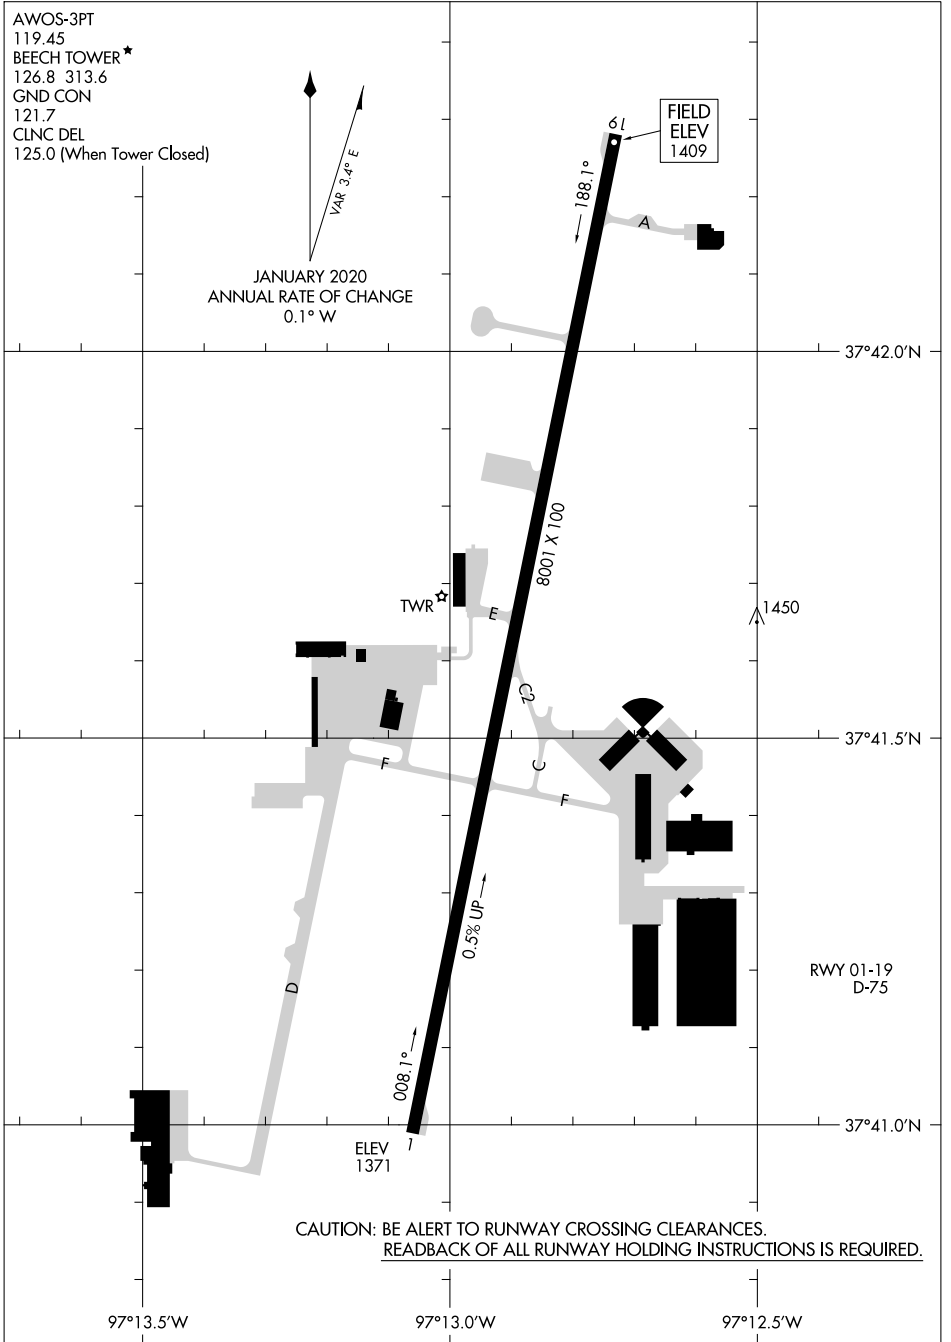 AWOS-3PT
119.45
BEECH TOWER
126.8 313.6
GND CON
121.7
CLNC DEL
125.0 (When Tower Closed)
VAR 3.4° E
JANUARY 2020
ANNUAL RATE OF CHANGE
0.1° W
FIELD
ELEV
1409
19
188.1°
A
37°42.0'N
8001 X 100
TWR
E
1450
C2
37°41.5'N
F
C
F
0.5% UP
D
RWY 01-19
D-75
008.1°
1
ELEV
1371
37°41.0'N
CAUTION: BE ALERT TO RUNWAY CROSSING CLEARANCES.
READBACK OF ALL RUNWAY HOLDING INSTRUCTIONS IS REQUIRED.
97°13.5'W
97°13.0'W
97°12.5'W